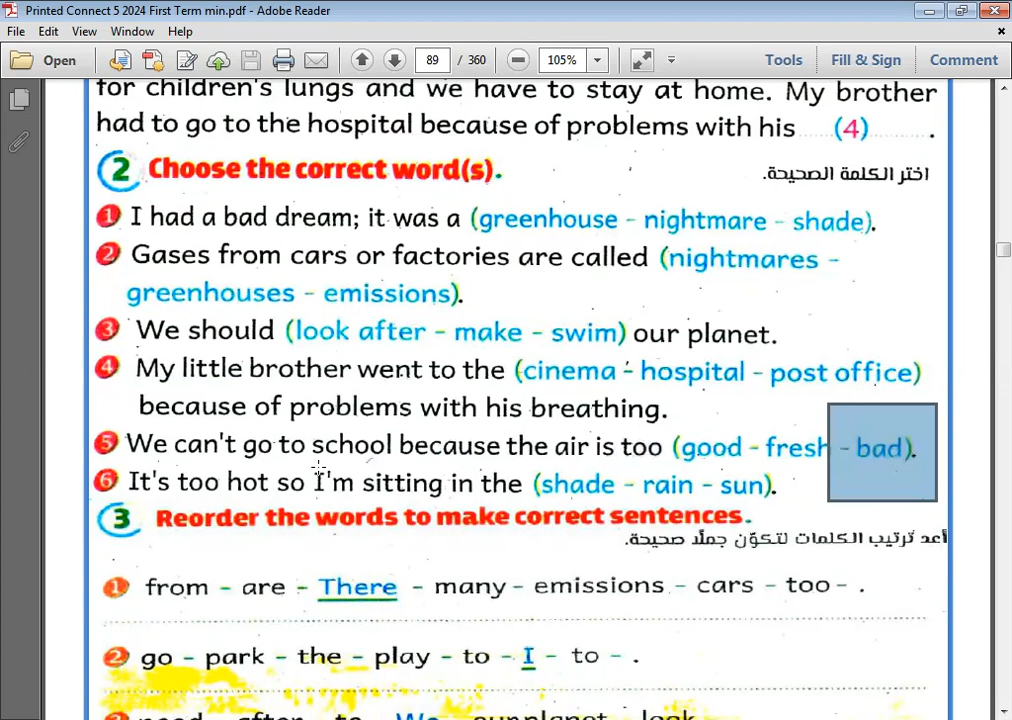 Printed Connect 5 2024 First Term min.pdf - Adobe Reader
File Edit View Window Help
Open 89 / 360 105% Tools Fill & Sign Comment
for children's lungs and we have to stay at home. My brother
had to go to the hospital because of problems with his (4) .
2 Choose the correct word(s).
اختر الكلمة الصحيحة.
1 I had a bad dream; it was a (greenhouse – nightmare – shade).
2 Gases from cars or factories are called (nightmares –
greenhouses – emissions).
3 We should (look after – make – swim) our planet.
4 My little brother went to the (cinema – hospital – post office)
because of problems with his breathing.
5 We can't go to school because the air is too (good – fresh – bad).
6 It's too hot so I'm sitting in the (shade – rain – sun).
3 Reorder the words to make correct sentences.
أعد ترتيب الكلمات لتكوّن جملًا صحيحة.
1 from – are – There – many – emissions – cars – too – .
2 go – park – the – play – to – I – to – .
need after to We our planet look